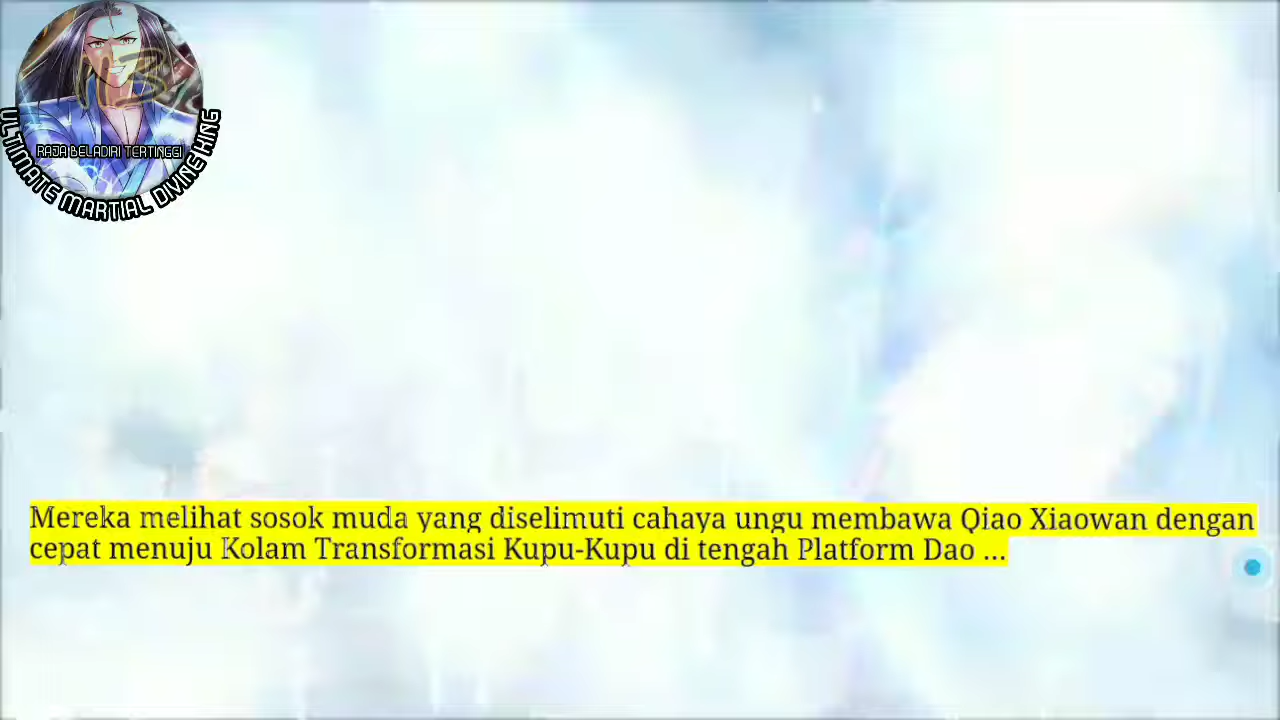 RAJA BELADIRI TERTINGGI
ULTIMATE MARTIAL DIVINE KING
Mereka melihat sosok muda yang diselimuti cahaya ungu membawa Qiao Xiaowan dengan
cepat menuju Kolam Transformasi Kupu-Kupu di tengah Platform Dao ...